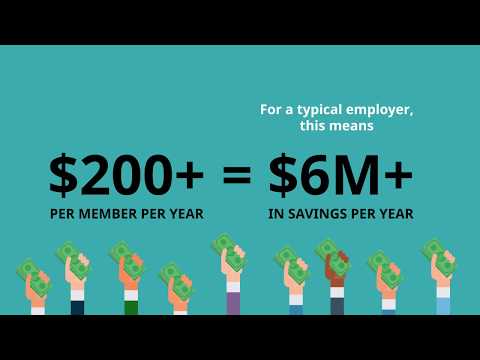 For a typical employer,
this means
$200+ = $6M+
PER MEMBER PER YEAR
IN SAVINGS PER YEAR